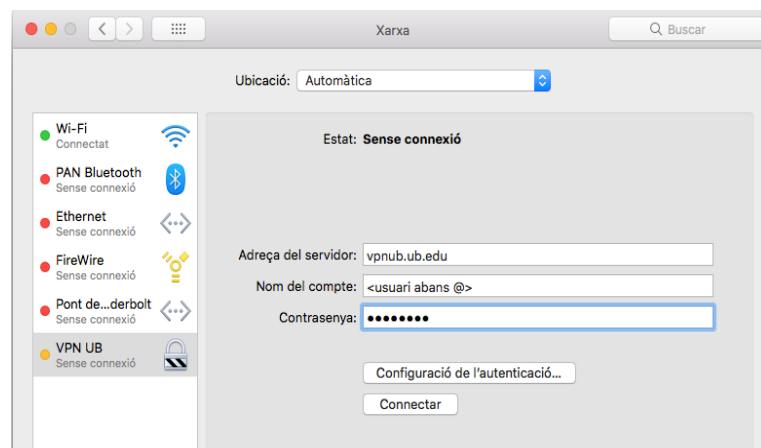 Xarxa
Buscar
Ubicació: Automàtica
Wi-Fi
Connectat
PAN Bluetooth
Sense connexió
Ethernet
Sense connexió
FireWire
Sense connexió
Pont de...derbolt
Sense connexió
VPN UB
Sense connexió
Estat: Sense connexió
Adreça del servidor: vpnub.ub.edu
Nom del compte: <usuari abans @>
Contrasenya: ●●●●●●●●
Configuració de l'autenticació...
Connectar